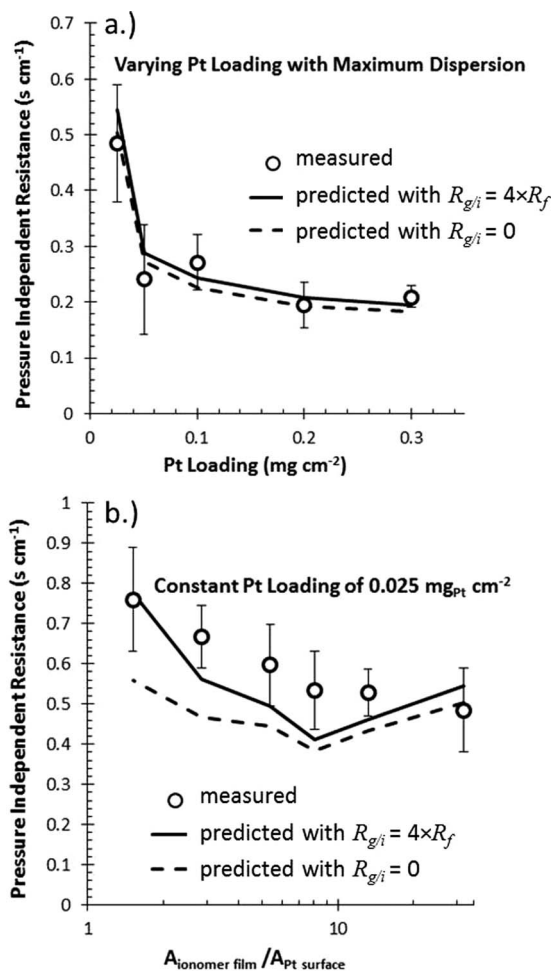 a.)
Varying Pt Loading with Maximum Dispersion
measured
predicted with Rg/i = 4×Rf
predicted with Rg/i = 0
Pressure Independent Resistance (s cm⁻¹)
0.7
0.6
0.5
0.4
0.3
0.2
0.1
0
0 0.1 0.2 0.3
Pt Loading (mg cm⁻²)
b.)
Constant Pt Loading of 0.025 mgPt cm⁻²
Pressure Independent Resistance (s cm⁻¹)
1
0.9
0.8
0.7
0.6
0.5
0.4
0.3
0.2
0.1
0
measured
predicted with Rg/i = 4×Rf
predicted with Rg/i = 0
1 10
Aionomer film /APt surface